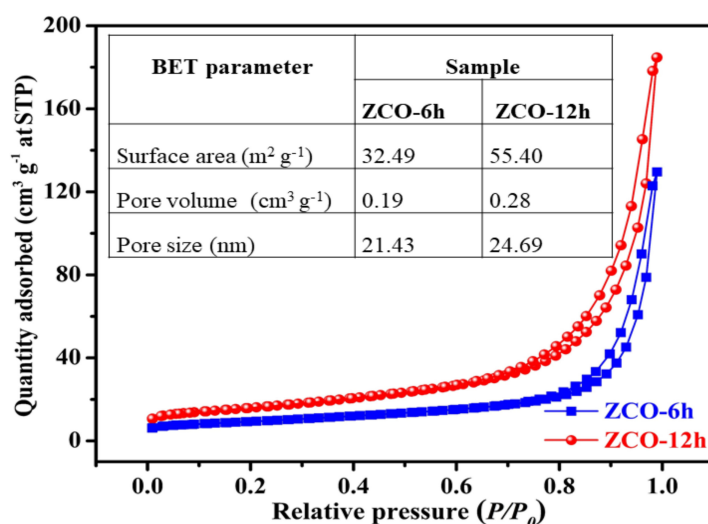 200
160
120
80
40
0
Quantity adsorbed (cm³ g⁻¹ at STP)
BET parameter
Sample
ZCO-6h ZCO-12h
Surface area (m² g⁻¹) 32.49 55.40
Pore volume (cm³ g⁻¹) 0.19 0.28
Pore size (nm) 21.43 24.69
ZCO-6h
ZCO-12h
0.0 0.2 0.4 0.6 0.8 1.0
Relative pressure (P/P₀)